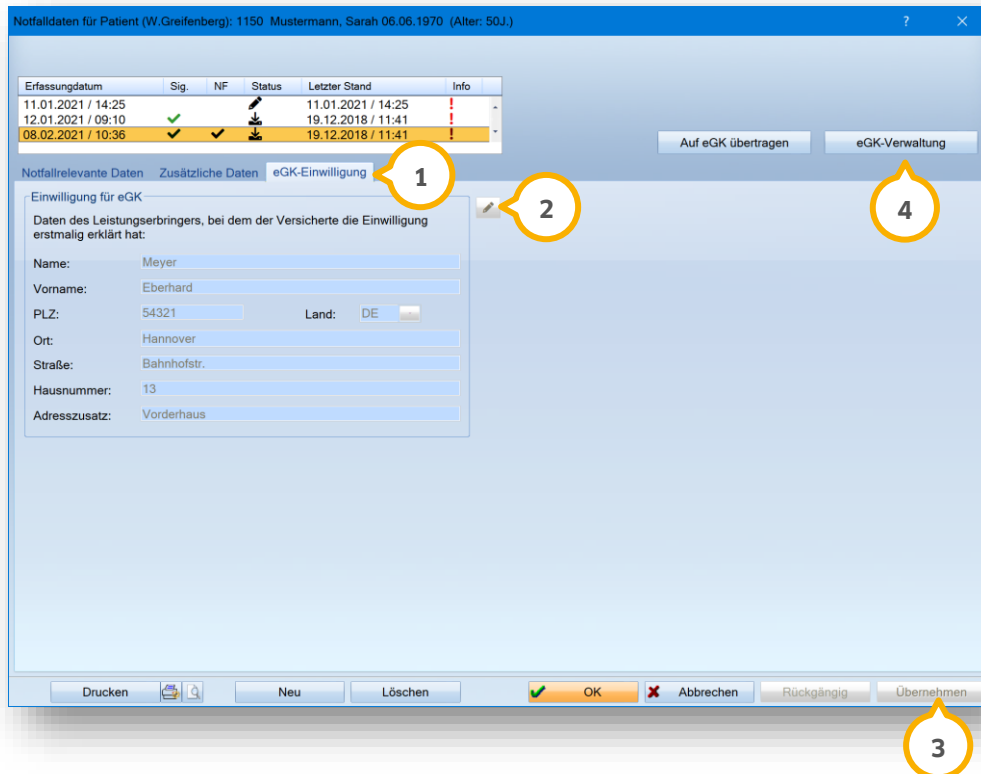 Notfalldaten für Patient (W.Greifenberg): 1150 Mustermann, Sarah 06.06.1970 (Alter: 50J.) ?
Erfassungdatum Sig. NF Status Letzter Stand Info
11.01.2021 / 14:25 11.01.2021 / 14:25 !
12.01.2021 / 09:10 19.12.2018 / 11:41 !
08.02.2021 / 10:36 19.12.2018 / 11:41 !
Auf eGK übertragen eGK-Verwaltung
Notfallrelevante Daten Zusätzliche Daten eGK-Einwilligung 1
4
Einwilligung für eGK
2
Daten des Leistungserbringers, bei dem der Versicherte die Einwilligung
erstmalig erklärt hat:
Name: Meyer
Vorname: Eberhard
PLZ: 54321 Land: DE
Ort: Hannover
Straße: Bahnhofstr.
Hausnummer: 13
Adresszusatz: Vorderhaus
Drucken Neu Löschen OK Abbrechen Rückgängig Übernehmen
3